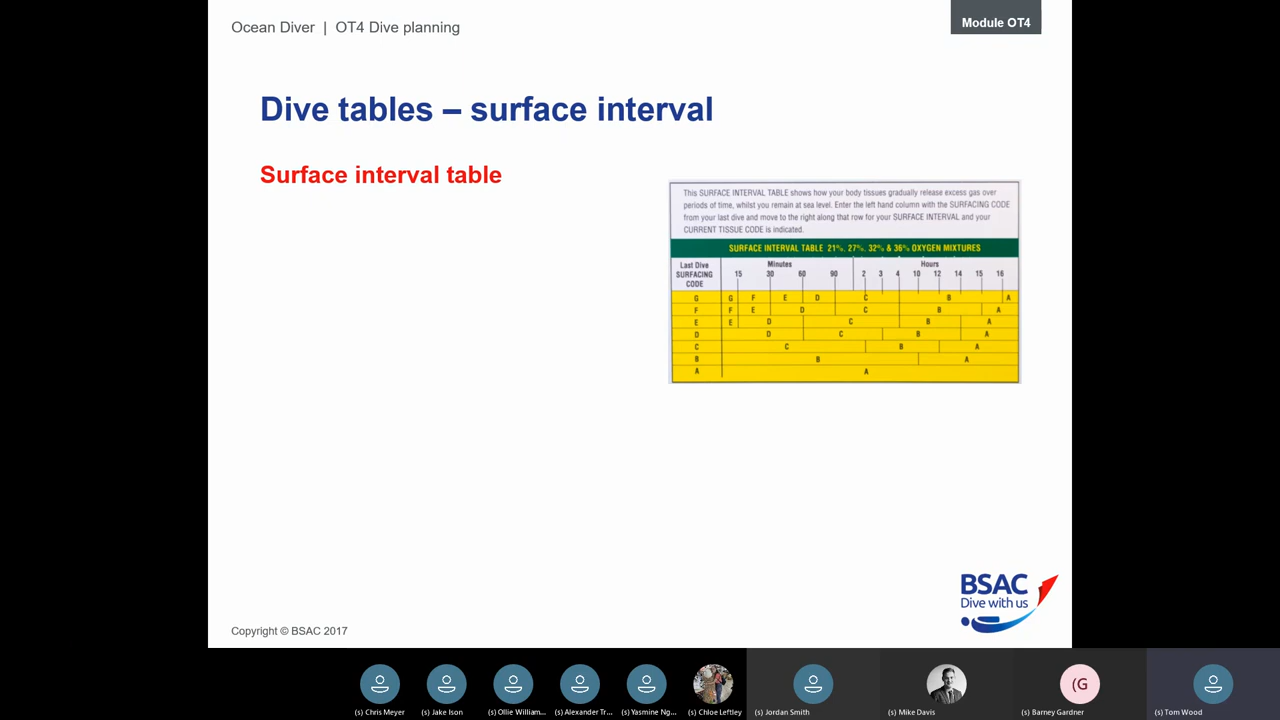 Ocean Diver | OT4 Dive planning
Module OT4
Dive tables – surface interval
Surface interval table
This SURFACE INTERVAL TABLE shows how your body tissues gradually release excess gas over
periods of time, whilst you remain at sea level. Enter the left hand column with the SURFACING CODE
from your last dive and move to the right along that row for your SURFACE INTERVAL and your
CURRENT TISSUE CODE is indicated.
SURFACE INTERVAL TABLE 21%, 27%, 32% & 36% OXYGEN MIXTURES
Last Dive
SURFACING
CODE
Minutes
Hours
15 30 60 90 2 3 4 10 12 14 15 16
G G F E D C B A
F F E D C B A
E E D C B A
D D C B A
C C B A
B B A
A A
BSAC
Dive with us
Copyright © BSAC 2017
(s) Chris Meyer
(s) Jake Ison
(s) Ollie William...
(s) Alexander Tr...
(s) Yasmine Ng...
(s) Chloe Leftley
(s) Jordan Smith
(s) Mike Davis
(G
(s) Barney Gardner
(s) Tom Wood